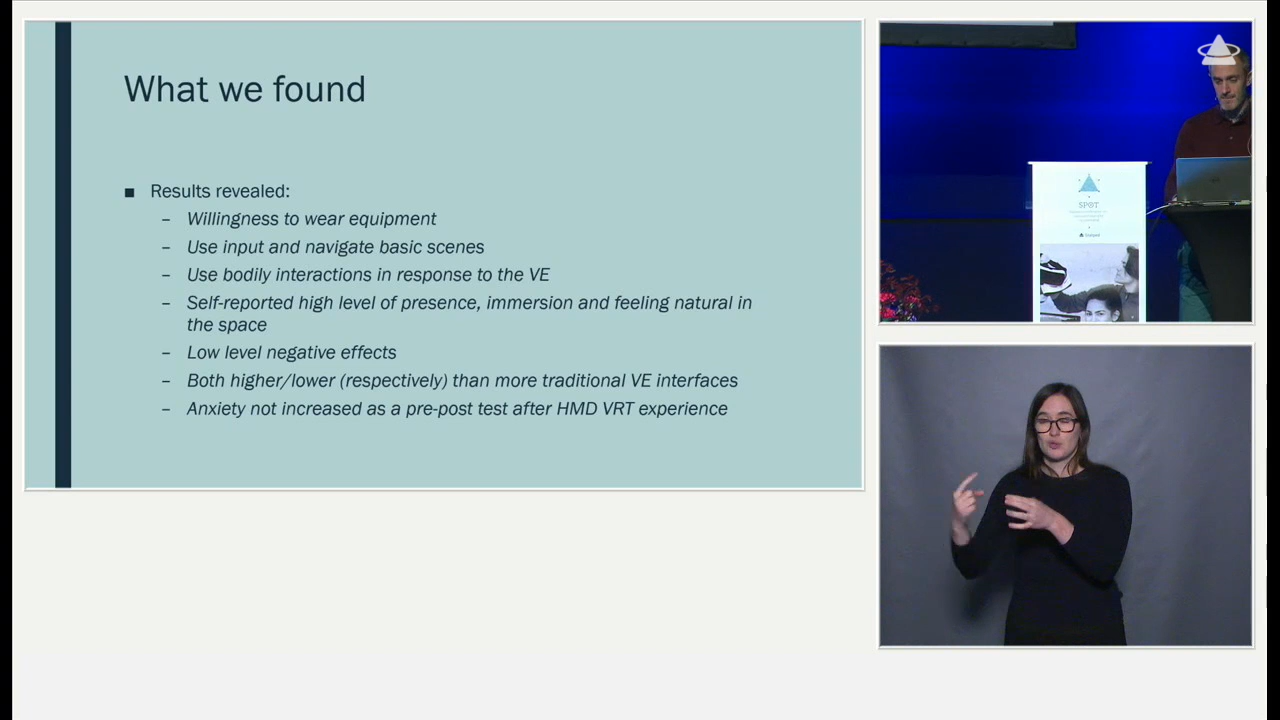 What we found
■ Results revealed:
– Willingness to wear equipment
– Use input and navigate basic scenes
– Use bodily interactions in response to the VE
– Self-reported high level of presence, immersion and feeling natural in
the space
– Low level negative effects
– Both higher/lower (respectively) than more traditional VE interfaces
– Anxiety not increased as a pre-post test after HMD VRT experience
SPOT